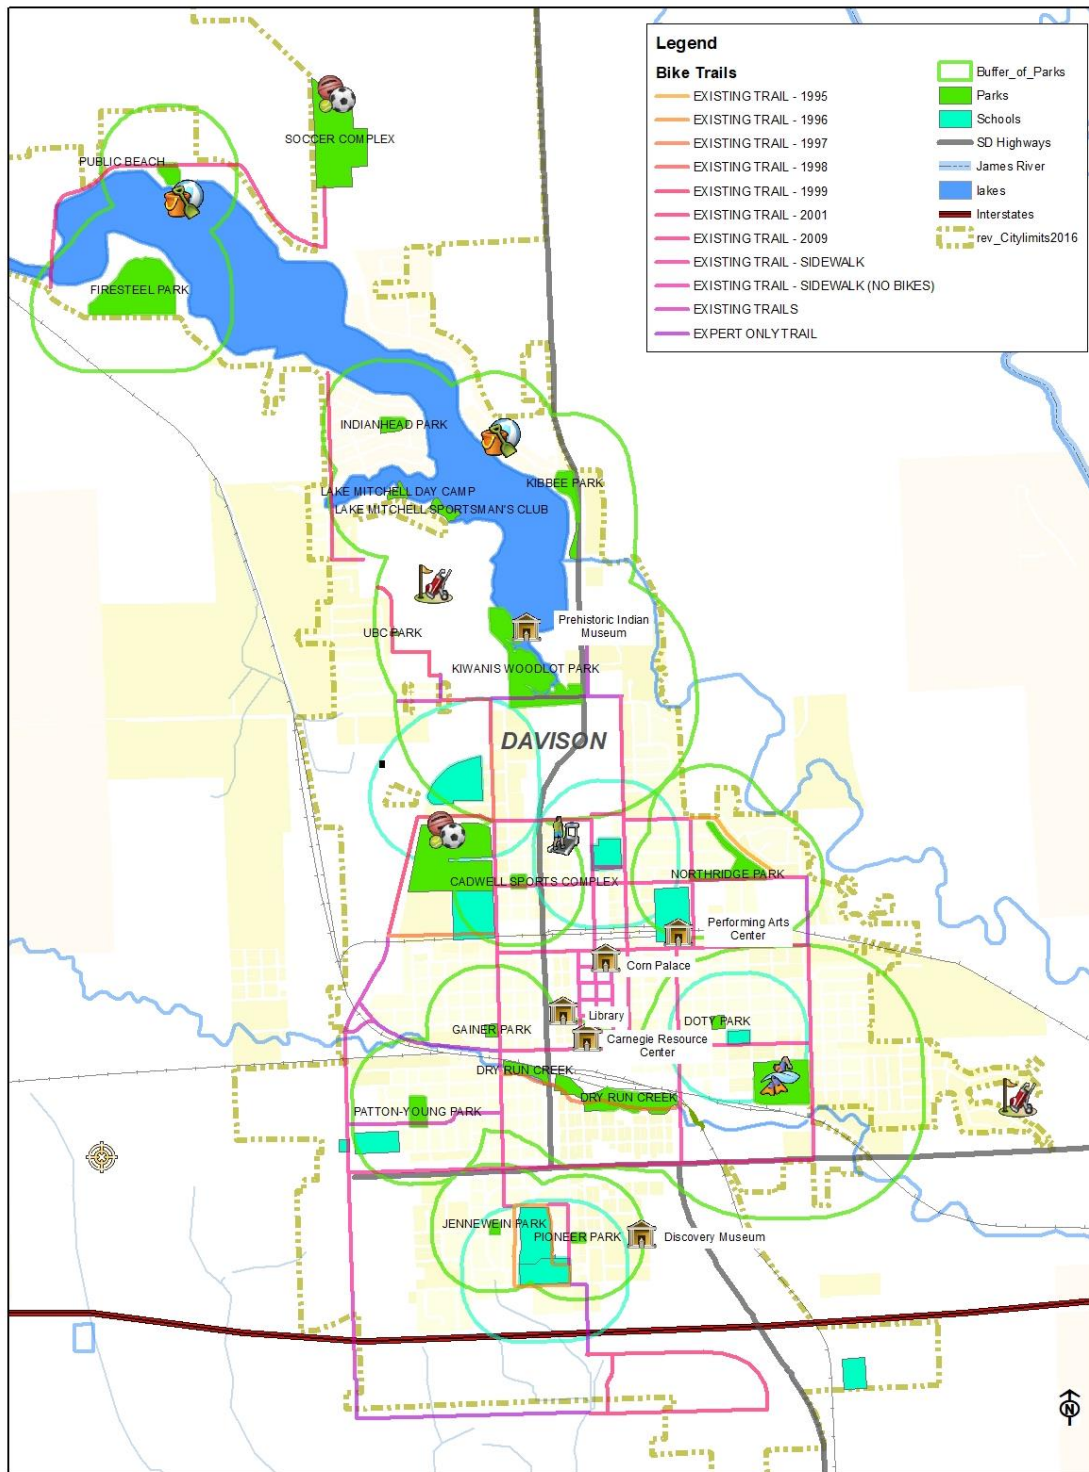 Legend
Bike Trails
EXISTING TRAIL - 1995
EXISTING TRAIL - 1996
EXISTING TRAIL - 1997
EXISTING TRAIL - 1998
EXISTING TRAIL - 1999
EXISTING TRAIL - 2001
EXISTING TRAIL - 2009
EXISTING TRAIL - SIDEWALK
EXISTING TRAIL - SIDEWALK (NO BIKES)
EXISTING TRAILS
EXPERT ONLY TRAIL
Buffer_of_Parks
Parks
Schools
SD Highways
James River
lakes
Interstates
rev_Citylimits2016
SOCCER COMPLEX
PUBLIC BEACH
FIRESTEEL PARK
INDIANHEAD PARK
KIBBEE PARK
LAKE MITCHELL DAY CAMP
LAKE MITCHELL SPORTSMAN'S CLUB
Prehistoric Indian
Museum
UBC PARK
KIWANIS WOODLOT PARK
DAVISON
CADWELL SPORTS COMPLEX
NORTHRIDGE PARK
Performing Arts
Center
Corn Palace
Library
DOTY PARK
GAINER PARK
Carnegie Resource
Center
DRY RUN CREEK
DRY RUN CREEK
PATTON-YOUNG PARK
JENNEWEIN PARK
PIONEER PARK
Discovery Museum
N